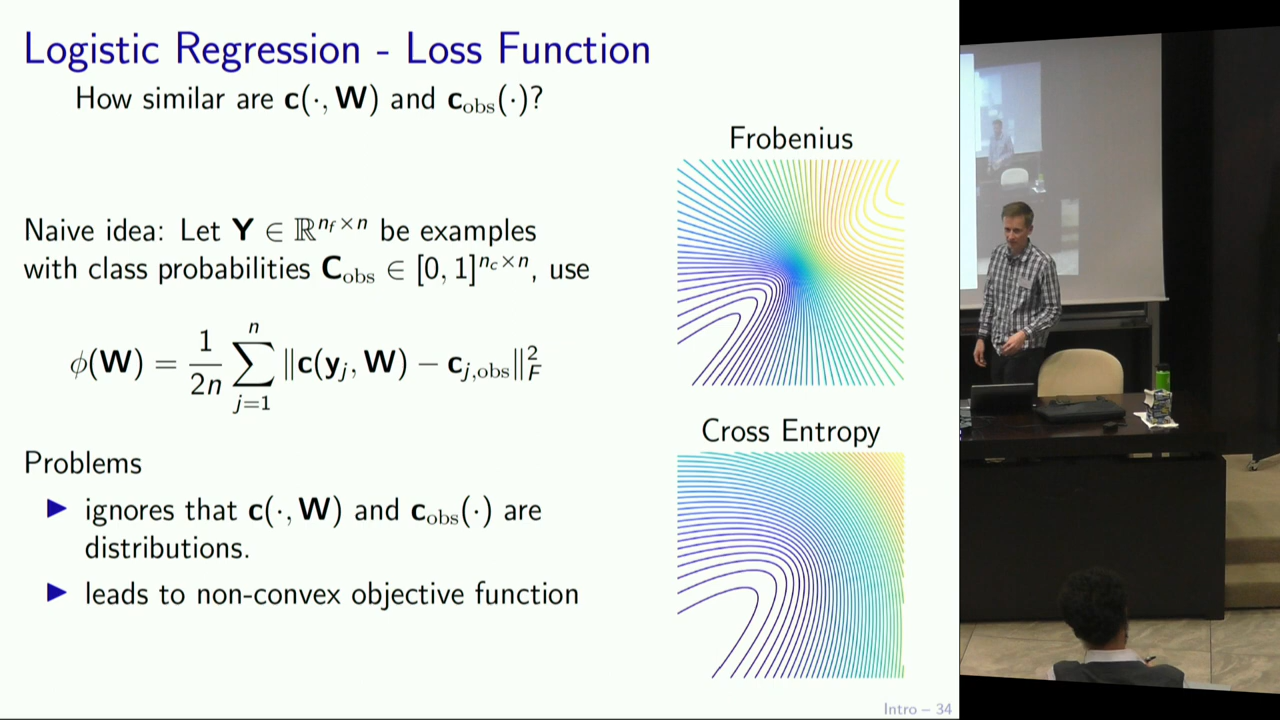 Logistic Regression - Loss Function
How similar are c(·, W) and c_obs(·)?
Naive idea: Let Y ∈ ℝ^{n_f×n} be examples
with class probabilities C_obs ∈ [0, 1]^{n_c×n}, use
ϕ(W) = \frac{1}{2n} \sum_{j=1}^{n} ‖c(y_j, W) − c_{j,obs}‖_F^2
Problems
▶ ignores that c(·, W) and c_obs(·) are
distributions.
▶ leads to non-convex objective function
Frobenius
Cross Entropy
Intro – 34